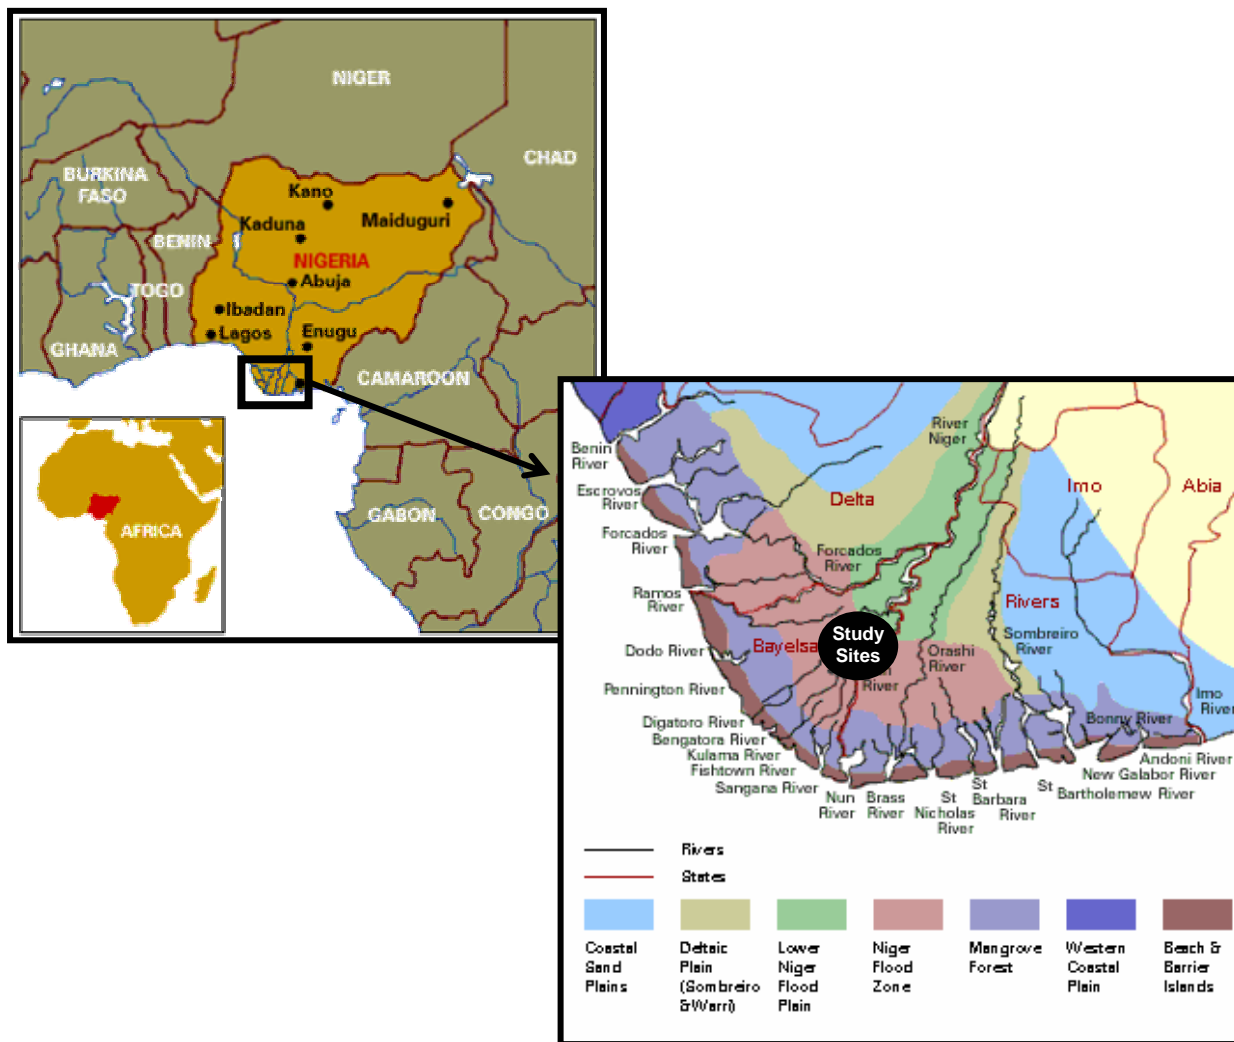 NIGER
CHAD
BURKINA
FASO
Kano
Maiduguri
Kaduna
BENIN
NIGERIA
Abuja
TOGO
Ibadan
Lagos
Enugu
GHANA
CAMAROON
GABON
CONGO
AFRICA
River
Niger
Benin
River
Escrovos
River
Delta
Imo
Abia
Forcados
River
Forcados
River
Ramos
River
Rivers
Study
Sites
Sombreiro
River
Bayelsa
Orashi
River
River
Dodo River
Pennington River
Imo
River
Digatoro River
Bonny River
Bengatora River
Kulama River
Fishtown River
Sangana River
Andoni River
New Galabor River
St
Bartholemew River
Nun
River
Brass
River
St
Nicholas
River
St
Barbara
River
Rivers
States
Coastal
Sand
Plains
Deltaic
Plain
(Sombreiro
&Warri)
Lower
Niger
Flood
Plain
Niger
Flood
Zone
Mangrove
Forest
Western
Coastal
Plain
Beach &
Barrier
Islands